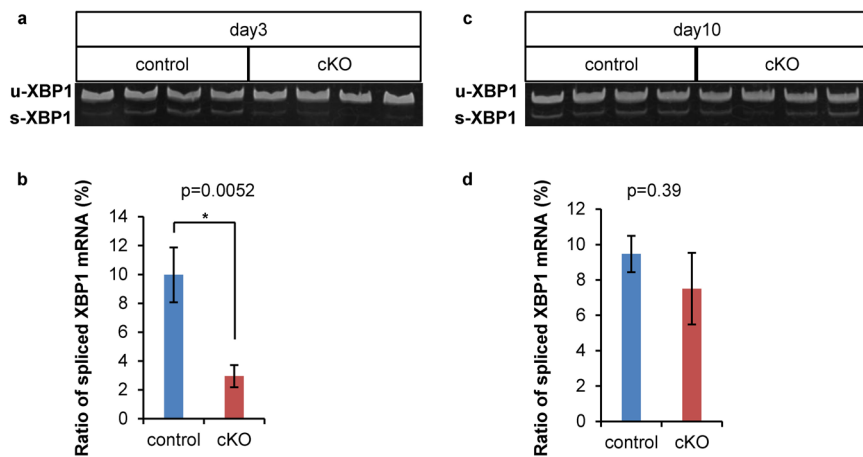 a
day3
control cKO
u-XBP1
s-XBP1
c
day10
control cKO
u-XBP1
s-XBP1
b
p=0.0052
*
Ratio of spliced XBP1 mRNA (%)
14
12
10
8
6
4
2
0
control cKO
d
p=0.39
Ratio of spliced XBP1 mRNA (%)
12
10
8
6
4
2
0
control cKO